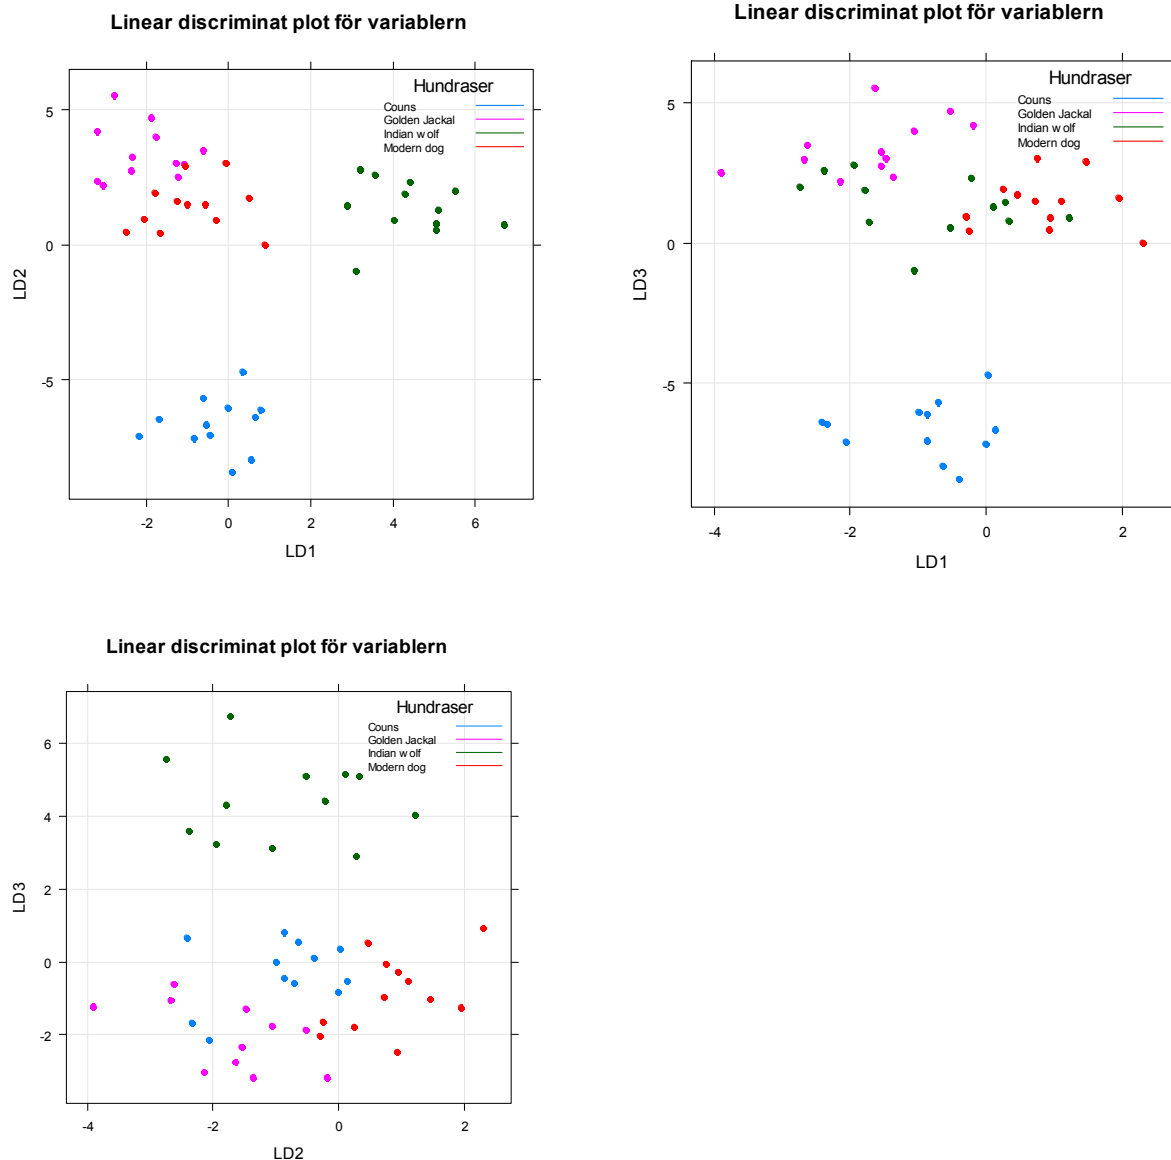 Linear discriminat plot för variablern
Hundraser
Couns
Golden Jackal
Indian w olf
Modern dog
5
0
-5
LD2
-2
0
2
4
6
LD1
Linear discriminat plot för variablern
Hundraser
Couns
Golden Jackal
Indian w olf
Modern dog
5
0
-5
LD3
-4
-2
0
2
LD1
Linear discriminat plot för variablern
Hundraser
Couns
Golden Jackal
Indian w olf
Modern dog
6
4
2
0
-2
LD3
-4
-2
0
2
LD2